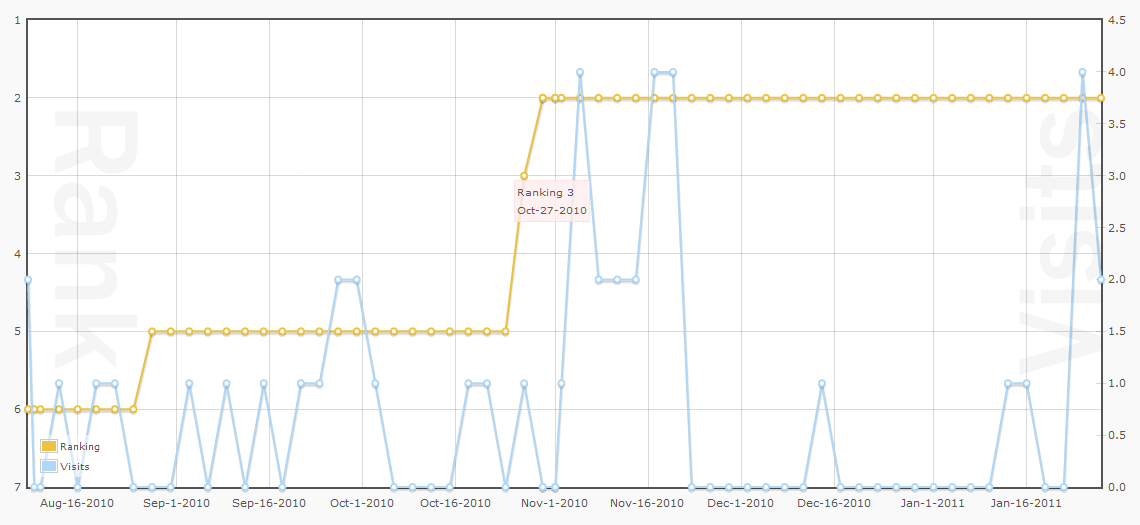 1
2
3
4
5
6
7
4.5
4.0
3.5
3.0
2.5
2.0
1.5
1.0
0.5
0.0
Rank
Visits
Ranking 3
Oct-27-2010
Ranking
Visits
Aug-16-2010
Sep-1-2010
Sep-16-2010
Oct-1-2010
Oct-16-2010
Nov-1-2010
Nov-16-2010
Dec-1-2010
Dec-16-2010
Jan-1-2011
Jan-16-2011